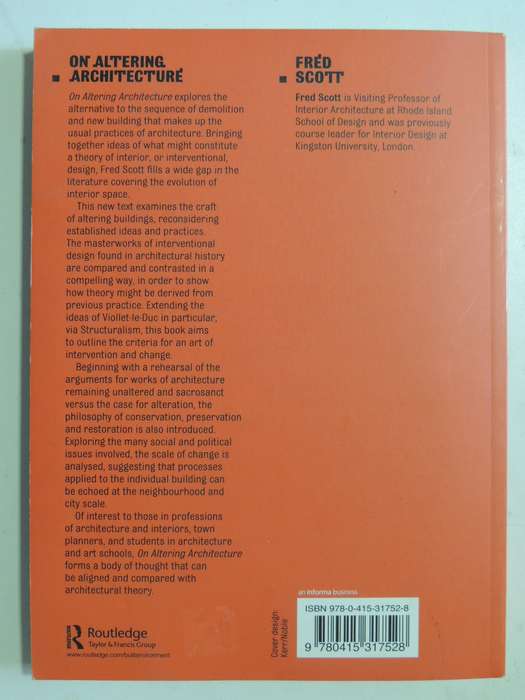 ON ALTERING
ARCHITECTURE
On Altering Architecture explores the
alternative to the sequence of demolition
and new building that makes up the
usual practices of architecture. Bringing
together ideas of what might constitute
a theory of interior, or interventional,
design, Fred Scott fills a wide gap in the
literature covering the evolution of
interior space.
This new text examines the craft
of altering buildings, reconsidering
established ideas and practices.
The masterworks of interventional
design found in architectural history
are compared and contrasted in a
compelling way, in order to show
how theory might be derived from
previous practice. Extending the
ideas of Viollet-le-Duc in particular,
via Structuralism, this book aims
to outline the criteria for an art of
intervention and change.
Beginning with a rehearsal of the
arguments for works of architecture
remaining unaltered and sacrosanct
versus the case for alteration, the
philosophy of conservation, preservation
and restoration is also introduced.
Exploring the many social and political
issues involved, the scale of change is
analysed, suggesting that processes
applied to the individual building can
be echoed at the neighbourhood and
city scale.
Of interest to those in professions
of architecture and interiors, town
planners, and students in architecture
and art schools, On Altering Architecture
forms a body of thought that can
be aligned and compared with
architectural theory.
FRED
SCOTT
Fred Scott is Visiting Professor of
Interior Architecture at Rhode Island
School of Design and was previously
course leader for Interior Design at
Kingston University, London.
Routledge
Taylor & Francis Group
www.routledge.com/builtenvironment
Cover design:
Kerr/Noble
an informa business
ISBN 978-0-415-31752-8
9 780415 317528